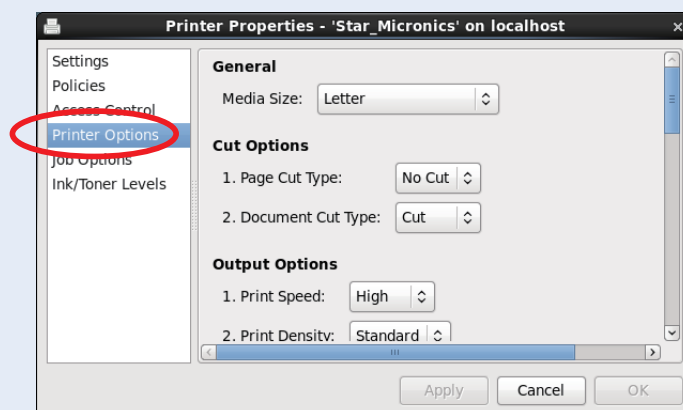 Printer Properties - 'Star_Micronics' on localhost
Settings
Policies
Access Control
Printer Options
Job Options
Ink/Toner Levels
General
Media Size: Letter
Cut Options
1. Page Cut Type: No Cut
2. Document Cut Type: Cut
Output Options
1. Print Speed: High
2. Print Density: Standard
Apply Cancel OK